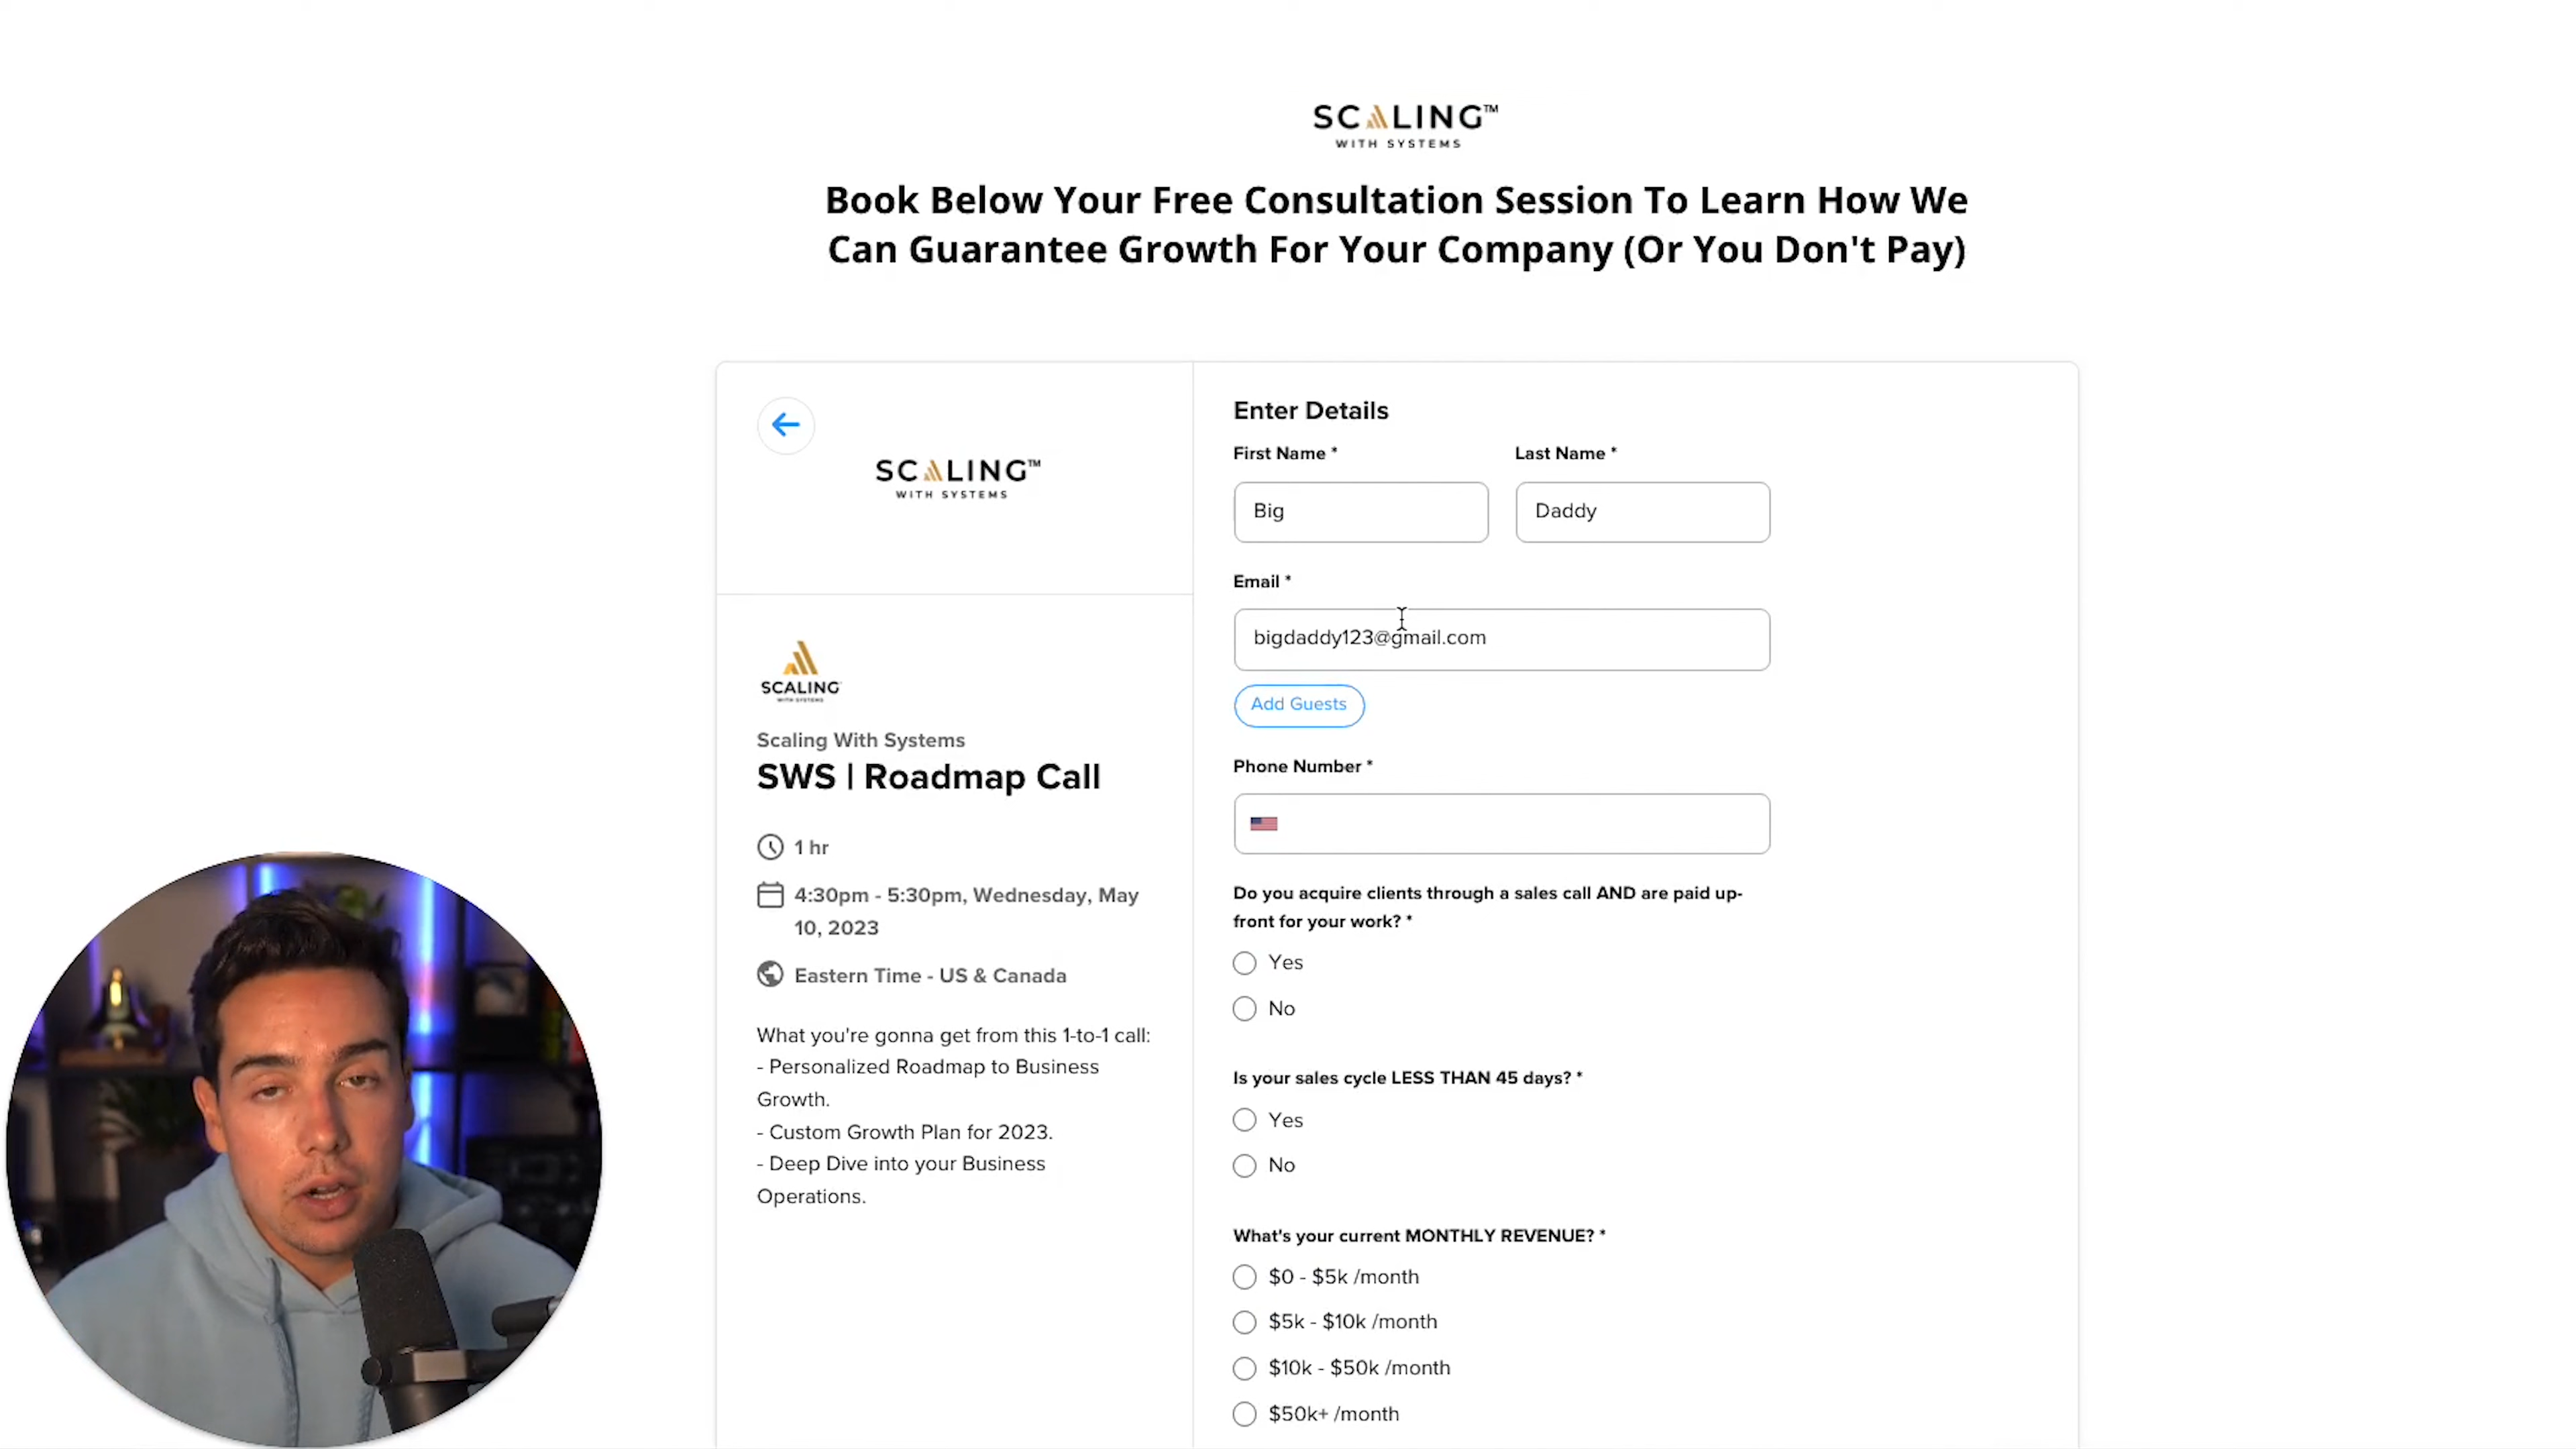 SCALING™
WITH SYSTEMS
Book Below Your Free Consultation Session To Learn How We
Can Guarantee Growth For Your Company (Or You Don't Pay)
SCALING™
WITH SYSTEMS
SCALING
WITH SYSTEMS
Scaling With Systems
SWS | Roadmap Call
1 hr
4:30pm - 5:30pm, Wednesday, May
10, 2023
Eastern Time - US & Canada
What you're gonna get from this 1-to-1 call:
- Personalized Roadmap to Business
Growth.
- Custom Growth Plan for 2023.
- Deep Dive into your Business
Operations.
Enter Details
First Name * Last Name *
Big Daddy
Email *
bigdaddy123@gmail.com
Add Guests
Phone Number *
Do you acquire clients through a sales call AND are paid up-
front for your work? *
Yes
No
Is your sales cycle LESS THAN 45 days? *
Yes
No
What's your current MONTHLY REVENUE? *
$0 - $5k /month
$5k - $10k /month
$10k - $50k /month
$50k+ /month